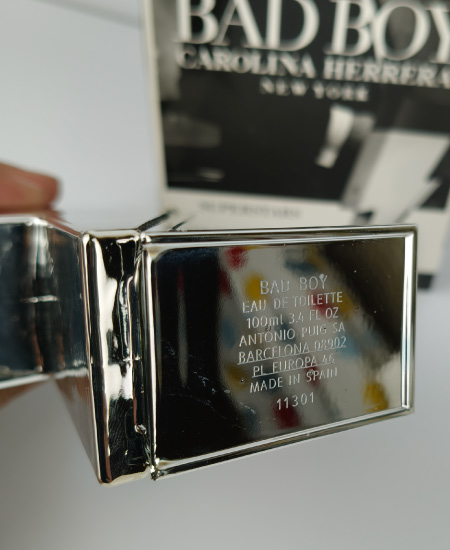 BAD BOY
CAROLINA HERRERA
NEW YORK
SUPERSTARS
BAD BOY
EAU DE TOILETTE
100ml 3.4 FL OZ
ANTONIO PUIG SA
BARCELONA 08902
PL EUROPA 46
MADE IN SPAIN
11301